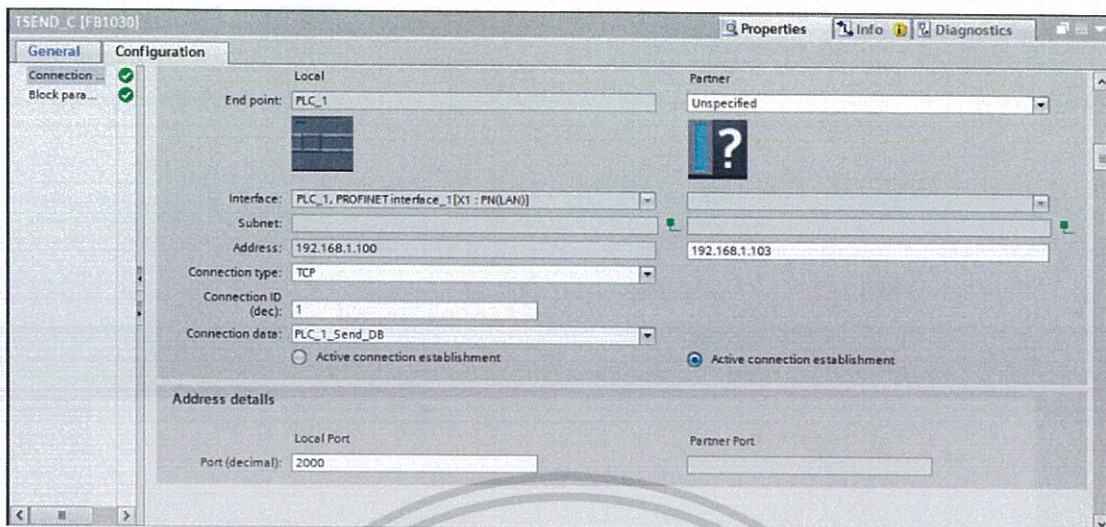 TSEND_C [FB1030]
Properties Info Diagnostics
General Configuration
Connection ...
Block para...
Local Partner
End point: PLC_1 Unspecified
?
Interface: PLC_1, PROFINET interface_1[X1 : PN(LAN)]
Subnet:
Address: 192.168.1.100 192.168.1.103
Connection type: TCP
Connection ID
(dec): 1
Connection data: PLC_1_Send_DB
Active connection establishment Active connection establishment
Address details
Local Port Partner Port
Port (decimal): 2000